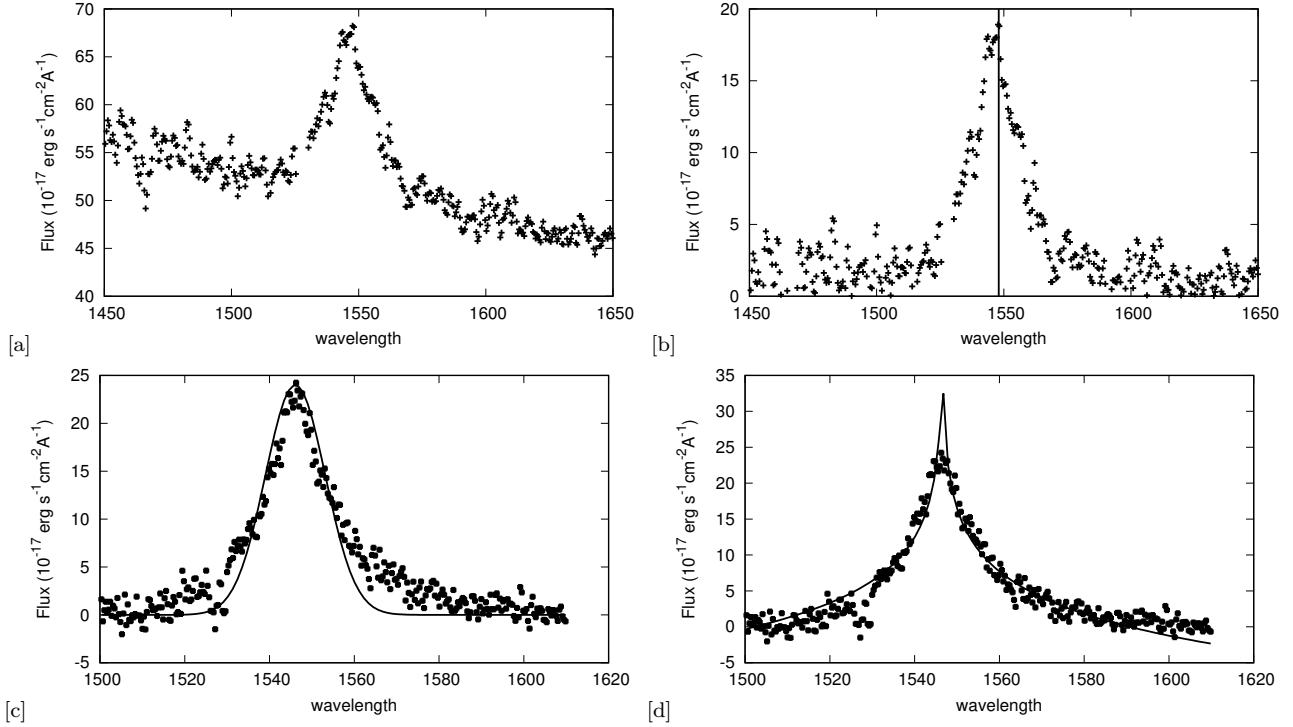 70
65
60
55
50
45
40
1450 1500 1550 1600 1650
Flux (10-17 erg s-1cm-2A-1)
wavelength
[a]
20
15
10
5
0
1450 1500 1550 1600 1650
Flux (10-17 erg s-1cm-2A-1)
wavelength
[b]
25
20
15
10
5
0
-5
1500 1520 1540 1560 1580 1600 1620
Flux (10-17 erg s-1cm-2A-1)
wavelength
[c]
35
30
25
20
15
10
5
0
-5
1500 1520 1540 1560 1580 1600 1620
Flux (10-17 erg s-1cm-2A-1)
wavelength
[d]